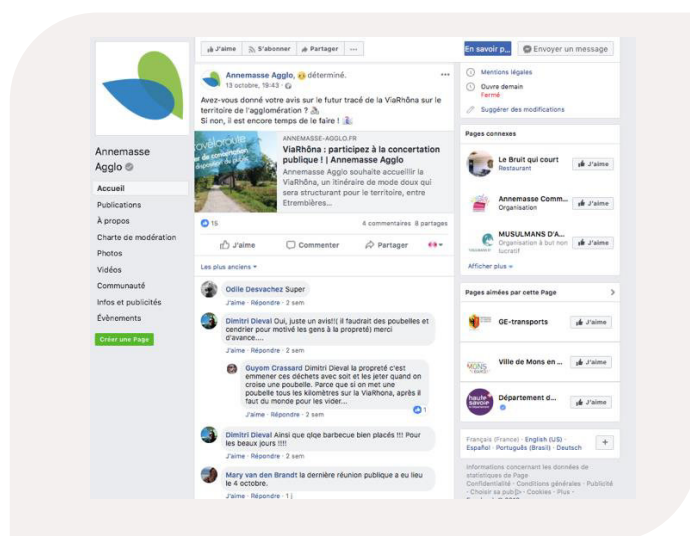 J'aime
S'abonner
Partager
En savoir p...
Envoyer un message
Annemasse
Agglo
Accueil
Publications
À propos
Charte de modération
Photos
Vidéos
Communauté
Infos et publicités
Évènements
Créer une Page
Annemasse Agglo, déterminé.
13 octobre, 19:43
Avez-vous donné votre avis sur le futur tracé de la ViaRhôna sur le
territoire de l'agglomération ?
Si non, il est encore temps de le faire !
ANNEMASSE-AGGLO.FR
ViaRhôna : participez à la concertation
publique ! | Annemasse Agglo
Annemasse Agglo souhaite accueillir la
ViaRhôna, un itinéraire de mode doux qui
sera structurant pour le territoire, entre
Etrembières...
15
4 commentaires 8 partages
J'aime
Commenter
Partager
Les plus anciens
Odile Desvachez Super
J'aime · Répondre · 2 sem
Dimitri Dieval Oui, juste un avis!!( il faudrait des poubelles et
cendrier pour motivé les gens à la propreté) merci
d'avance....
J'aime · Répondre · 2 sem
Guyom Crassard Dimitri Dieval la propreté c'est
emmener ces déchets avec soit et les jeter quand on
croise une poubelle. Parce que si on met une
poubelle tous les kilomètres sur la ViaRhona, après il
faut du monde pour les vider...
1
J'aime · Répondre · 2 sem
Dimitri Dieval Ainsi que qlqe barbecue bien placés !!! Pour
les beaux jours !!!!
J'aime · Répondre · 2 sem
Mary van den Brandt la dernière réunion publique a eu lieu
le 4 octobre.
J'aime · Répondre · 1 j
Mentions légales
Ouvre demain
Fermé
Suggérer des modifications
Pages connexes
Le Bruit qui court
Restaurant
J'aime
Annemasse Comm...
Organisation
J'aime
MUSULMANS D'A...
Organisation à but non
lucratif
J'aime
Afficher plus
Pages aimées par cette Page
GE-transports
J'aime
Ville de Mons en ...
J'aime
MONS
haute
savoie
Département d...
J'aime
Français (France) · English (US) ·
Español · Português (Brasil) · Deutsch
Informations concernant les données de
statistiques de Page
Confidentialité · Conditions générales · Publicité
· Choisir sa pub · Cookies · Plus ·